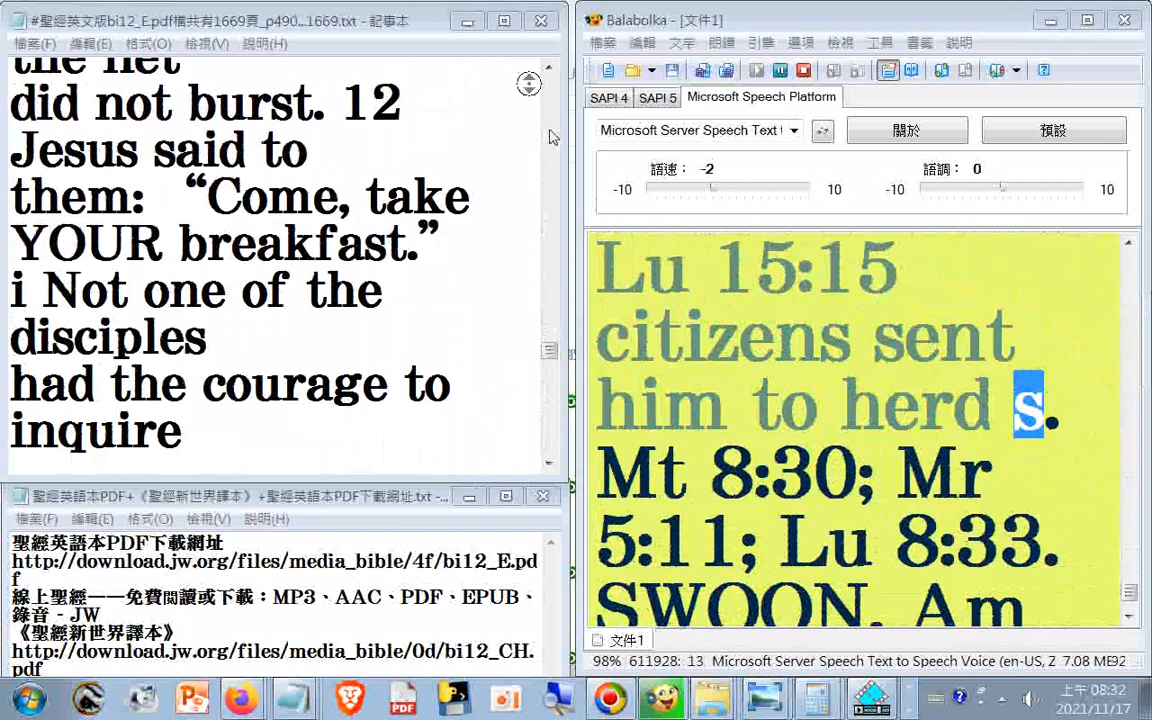 #聖經英文版bi12_E.pdf橫共有1669頁_p490..1669.txt - 記事本
檔案(F) 編輯(E) 格式(O) 檢視(V) 說明(H)
the net
did not burst. 12
Jesus said to
them: “Come, take
YOUR breakfast.”
i Not one of the
disciples
had the courage to
inquire
聖經英語本PDF+《聖經新世界譯本》+聖經英語本PDF下載網址.txt -...
檔案(F) 編輯(E) 格式(O) 檢視(V) 說明(H)
聖經英語本PDF下載網址
http://download.jw.org/files/media_bible/4f/bi12_E.pd
f
線上聖經──免費閱讀或下載：MP3、AAC、PDF、EPUB、
錄音 - JW
《聖經新世界譯本》
http://download.jw.org/files/media_bible/0d/bi12_CH.
pdf
Balabolka - [文件1]
檔案 編輯 文字 朗讀 引擎 選項 檢視 工具 書籤 說明
SAPI 4 SAPI 5 Microsoft Speech Platform
Microsoft Server Speech Text 關於 預設
語速： -2 語調： 0
-10 10 -10 10
Lu 15:15
citizens sent
him to herd s.
Mt 8:30; Mr
5:11; Lu 8:33.
SWOON, Am
文件1
98% 611928: 13 Microsoft Server Speech Text to Speech Voice (en-US, Z 7.08 ME92
上午 08:32
2021/11/17